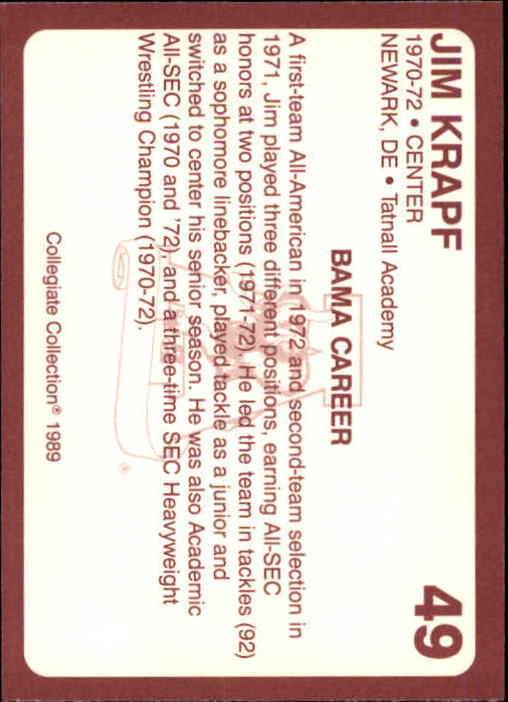 JIM KRAPF
49
1970-72 • CENTER
NEWARK, DE • Tatnall Academy
BAMA CAREER
A first-team All-American in 1972 and second-team selection in
1971, Jim played three different positions, earning All-SEC
honors at two positions (1971-72). He led the team in tackles (92)
as a sophomore linebacker, played tackle as a junior and
switched to center his senior season. He was also Academic
All-SEC (1970 and '72), and a three-time SEC Heavyweight
Wrestling Champion (1970-72).
Collegiate Collection® 1989